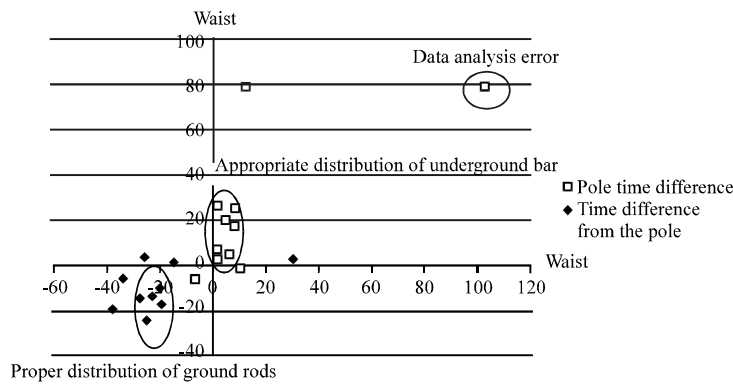 Waist
100
Data analysis error
80
60
Appropriate distribution of underground bar
40
Pole time difference
20
Time difference
from the pole
0
Waist
-60 -40 -20 0 20 40 60 80 100 120
-20
-40
Proper distribution of ground rods